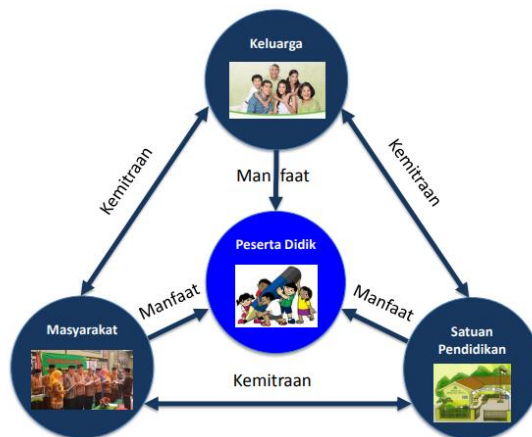 Keluarga
Kemitraan
Kemitraan
Manfaat
Peserta Didik
Manfaat
Manfaat
Masyarakat
Satuan
Pendidikan
Kemitraan